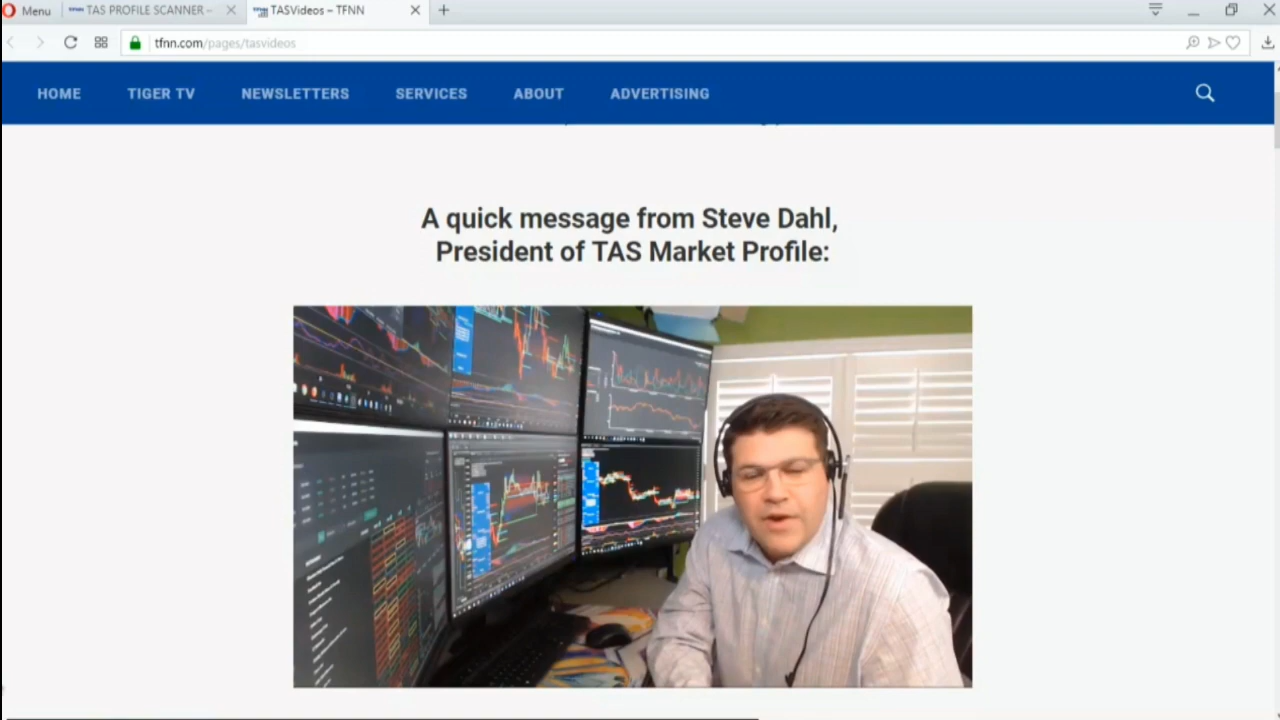 Menu
TAS PROFILE SCANNER –
TASVideos – TFNN
tfnn.com/pages/tasvideos
HOME
TIGER TV
NEWSLETTERS
SERVICES
ABOUT
ADVERTISING
A quick message from Steve Dahl,
President of TAS Market Profile: